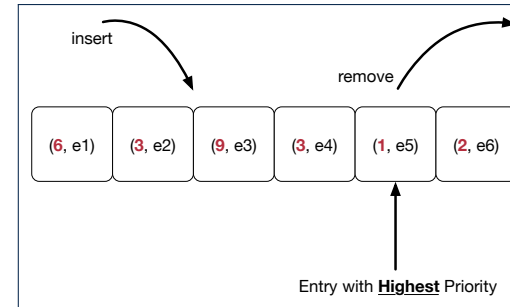 insert
remove
(6, e1) (3, e2) (9, e3) (3, e4) (1, e5) (2, e6)
Entry with Highest Priority